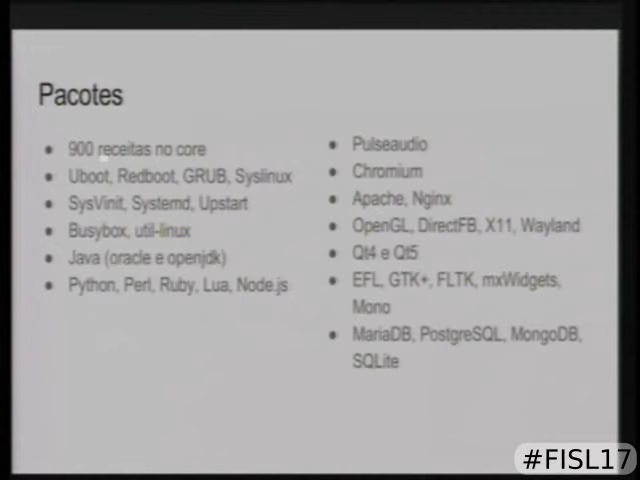 Pacotes
● 900 receitas no core
● Uboot, Redboot, GRUB, Syslinux
● SysVinit, Systemd, Upstart
● Busybox, util-linux
● Java (oracle e openjdk)
● Python, Perl, Ruby, Lua, Node.js
● Pulseaudio
● Chromium
● Apache, Nginx
● OpenGL, DirectFB, X11, Wayland
● Qt4 e Qt5
● EFL, GTK+, FLTK, mxWidgets,
Mono
● MariaDB, PostgreSQL, MongoDB,
SQLite
#FISL17